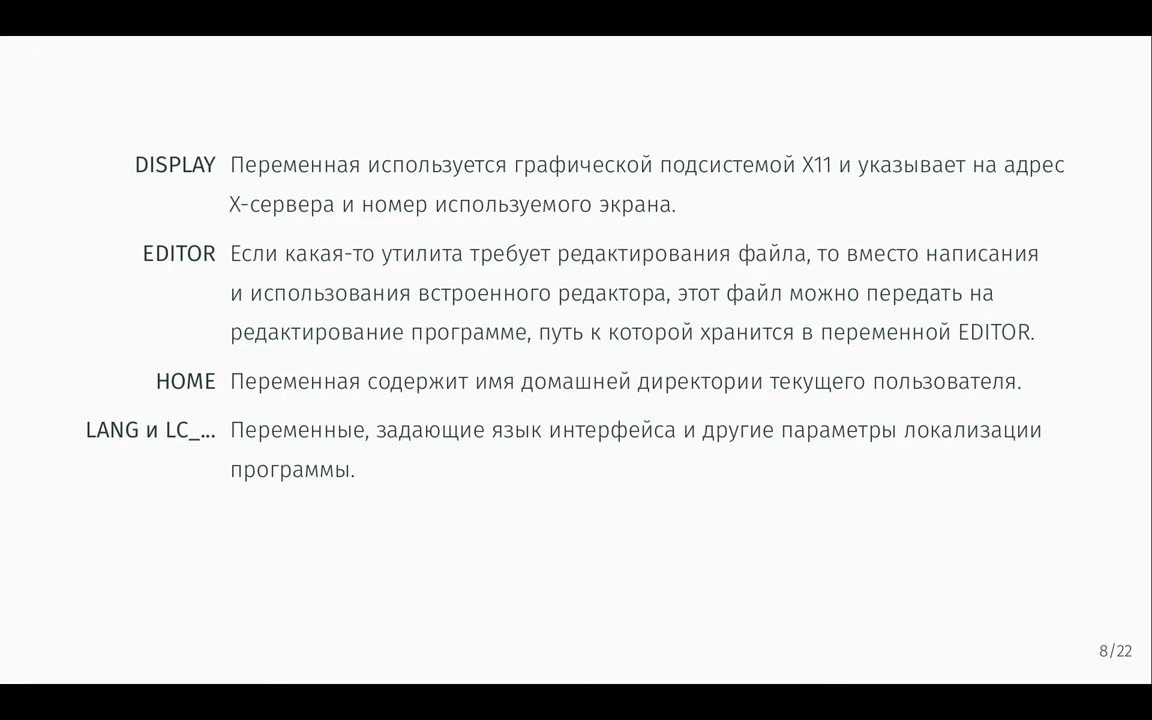 DISPLAY Переменная используется графической подсистемой X11 и указывает на адрес
X-сервера и номер используемого экрана.
EDITOR Если какая-то утилита требует редактирования файла, то вместо написания
и использования встроенного редактора, этот файл можно передать на
редактирование программе, путь к которой хранится в переменной EDITOR.
HOME Переменная содержит имя домашней директории текущего пользователя.
LANG и LC_... Переменные, задающие язык интерфейса и другие параметры локализации
программы.
8/22